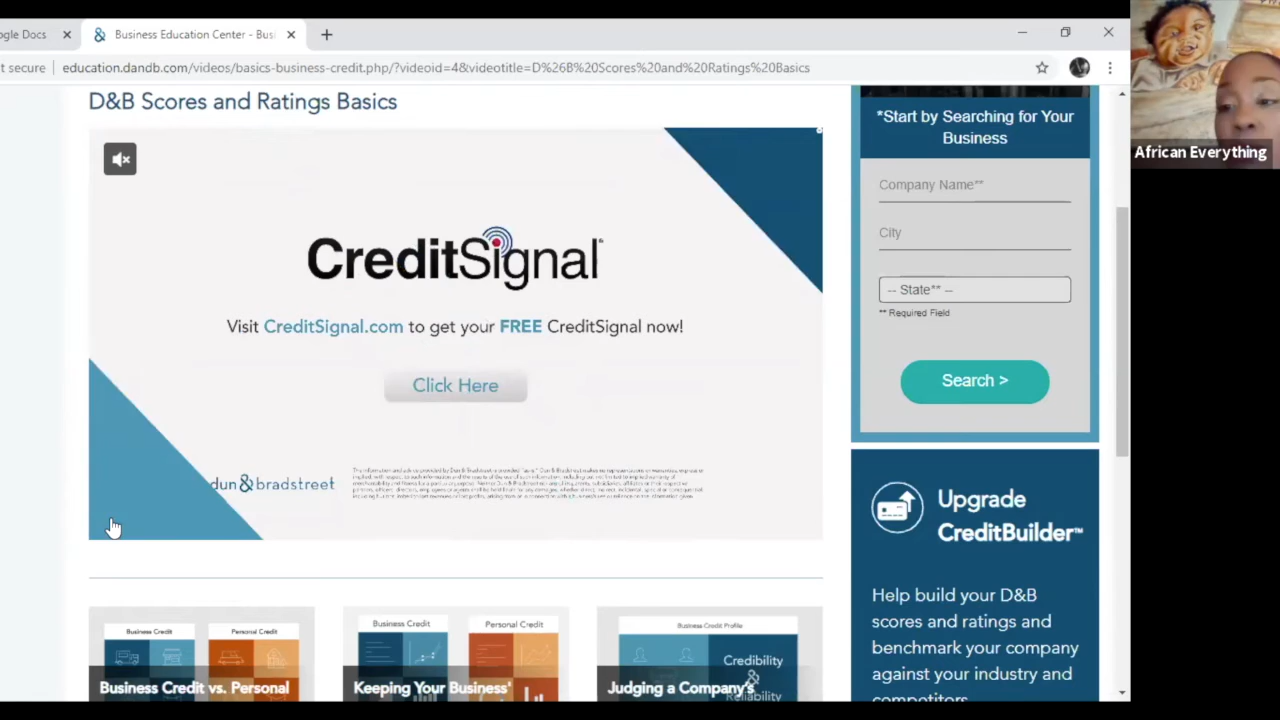 gle Docs
Business Education Center - Busi
t secure
education.dandb.com/videos/basics-business-credit.php/?videoid=4&videotitle=D%26B%20Scores%20and%20Ratings%20Basics
African Everything
D&B Scores and Ratings Basics
CreditSignal
Visit CreditSignal.com to get your FREE CreditSignal now!
Click Here
dun&bradstreet
*Start by Searching for Your
Business
Company Name**
City
-- State** --
** Required Field
Search >
Upgrade
CreditBuilder™
Help build your D&B
scores and ratings and
benchmark your company
against your industry and
competitors
Business Credit
Personal Credit
Business Credit vs. Personal
Business Credit
Personal Credit
Keeping Your Business'
Business Credit Profile
Credibility
&
Reliability
Judging a Company's